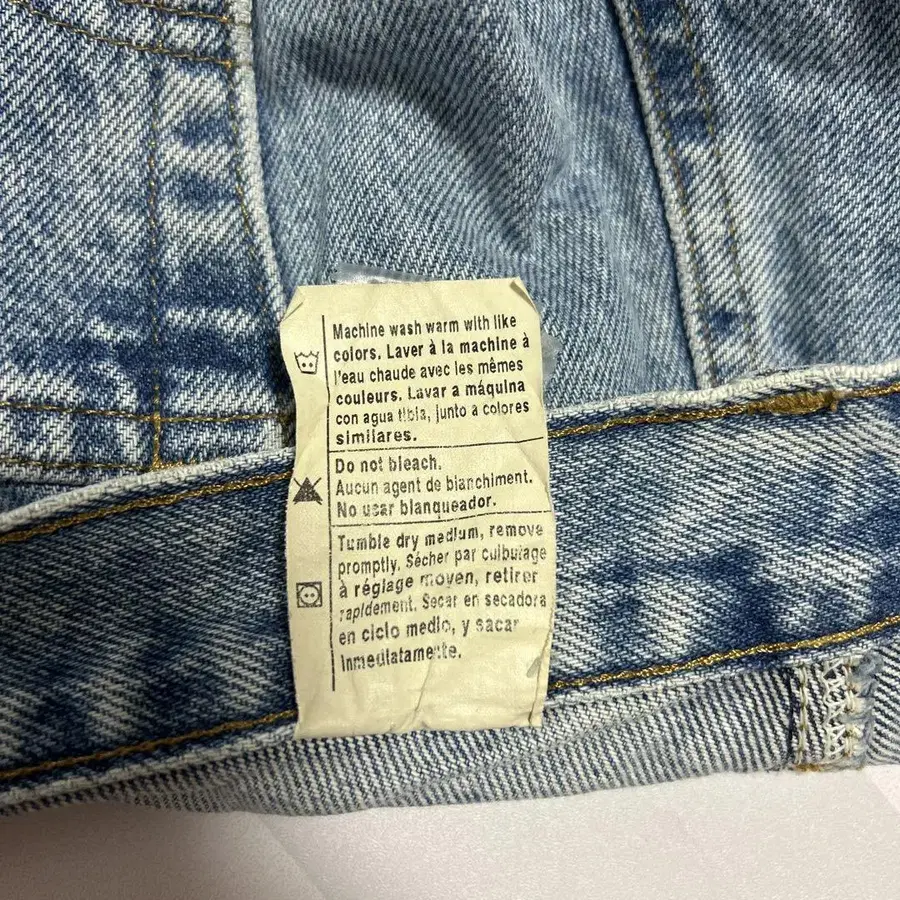 Machine wash warm with like
colors. Laver à la machine à
l'eau chaude avec les mêmes
couleurs. Lavar a máquina
con agua tibia, junto a colores
similares.
Do not bleach.
Aucun agent de blanchiment.
No usar blanqueador.
Tumble dry medium, remove
promptly. Sécher par culbutage
à réglage moyen, retirer
rapidement. Secar en secadora
en ciclo medio, y sacar
inmediatamente.